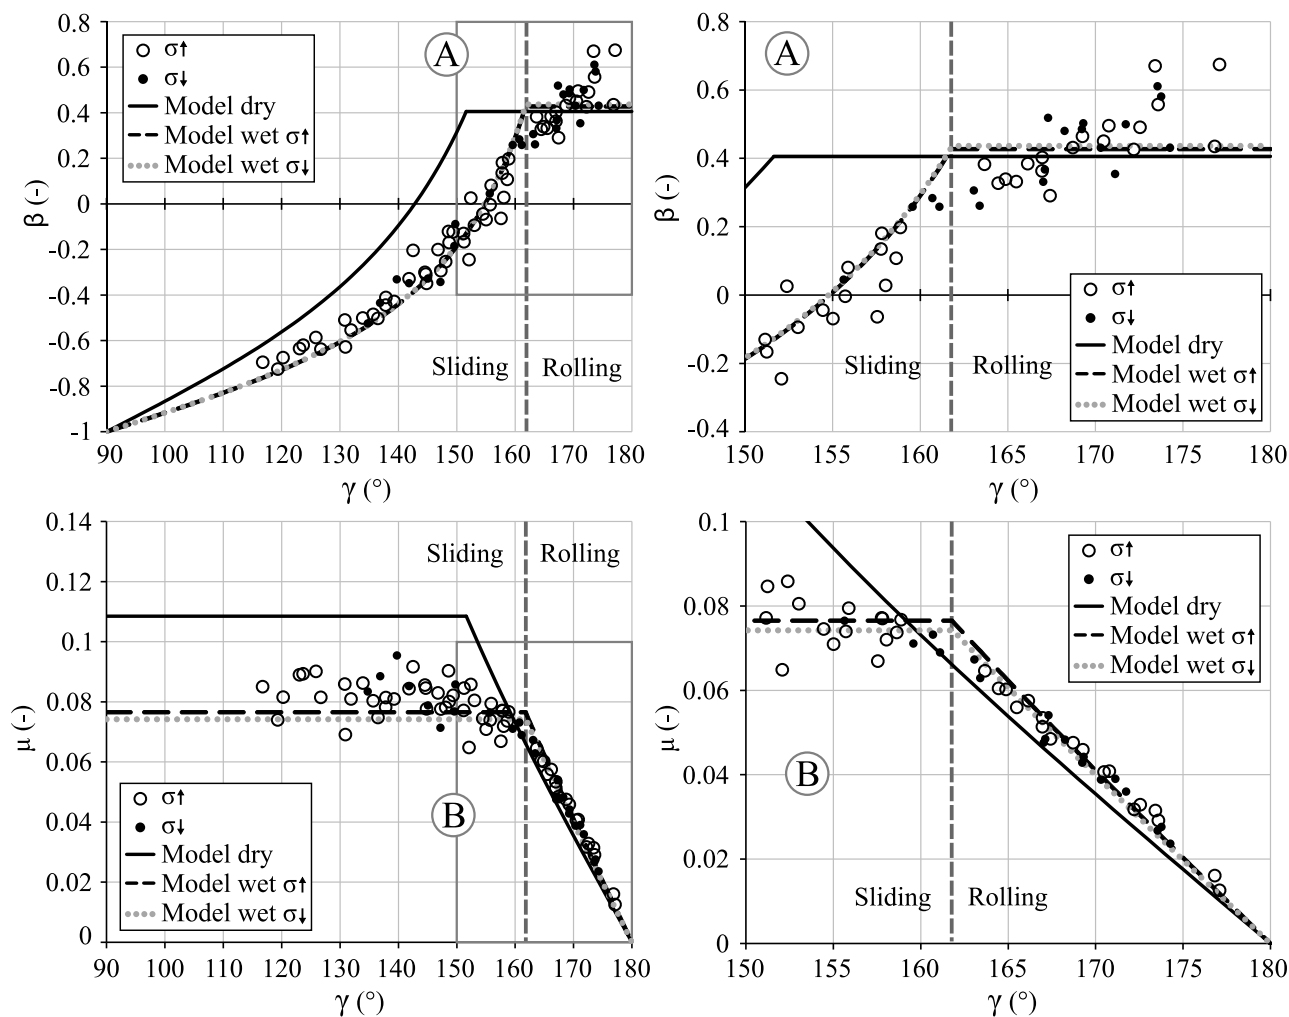 0.8
0.6
0.4
0.2
0
-0.2
-0.4
-0.6
-0.8
-1
β (-)
σ↑
σ↓
Model dry
Model wet σ↑
Model wet σ↓
A
Sliding
Rolling
90 100 110 120 130 140 150 160 170 180
γ (°)
0.8
0.6
0.4
0.2
0
-0.2
-0.4
β (-)
A
σ↑
σ↓
Model dry
Model wet σ↑
Model wet σ↓
Sliding
Rolling
150 155 160 165 170 175 180
γ (°)
0.14
0.12
0.1
0.08
0.06
0.04
0.02
0
μ (-)
Sliding
Rolling
σ↑
σ↓
Model dry
Model wet σ↑
Model wet σ↓
B
90 100 110 120 130 140 150 160 170 180
γ (°)
0.1
0.08
0.06
0.04
0.02
0
μ (-)
σ↑
σ↓
Model dry
Model wet σ↑
Model wet σ↓
B
Sliding
Rolling
150 155 160 165 170 175 180
γ (°)